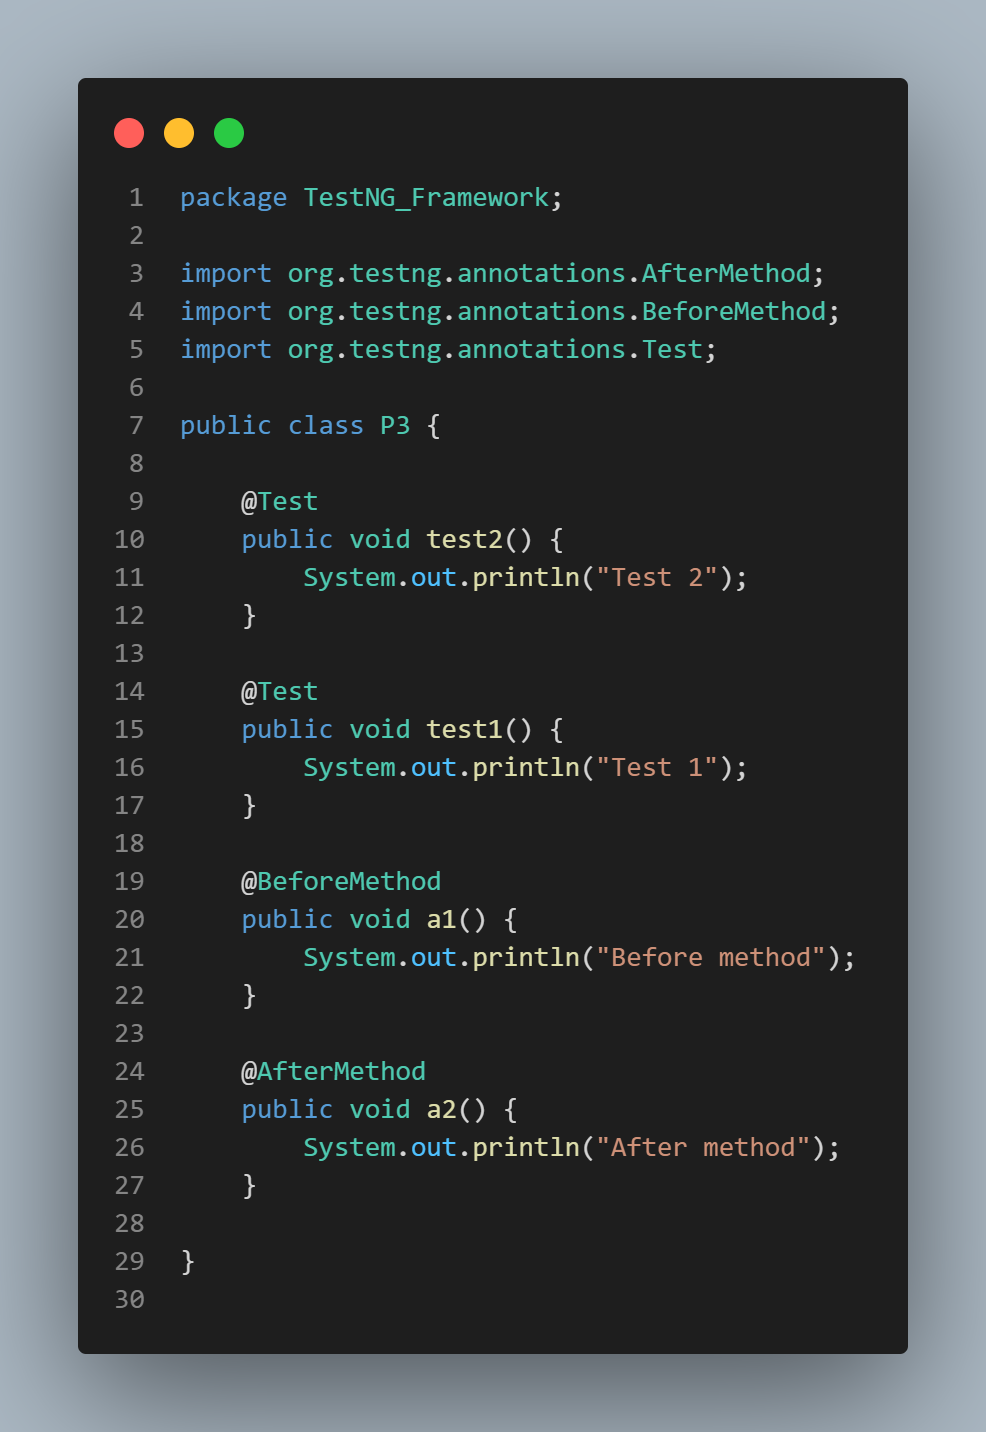 1 package TestNG_Framework;
2
3 import org.testng.annotations.AfterMethod;
4 import org.testng.annotations.BeforeMethod;
5 import org.testng.annotations.Test;
6
7 public class P3 {
8
9     @Test
10     public void test2() {
11         System.out.println("Test 2");
12     }
13
14     @Test
15     public void test1() {
16         System.out.println("Test 1");
17     }
18
19     @BeforeMethod
20     public void a1() {
21         System.out.println("Before method");
22     }
23
24     @AfterMethod
25     public void a2() {
26         System.out.println("After method");
27     }
28
29 }
30